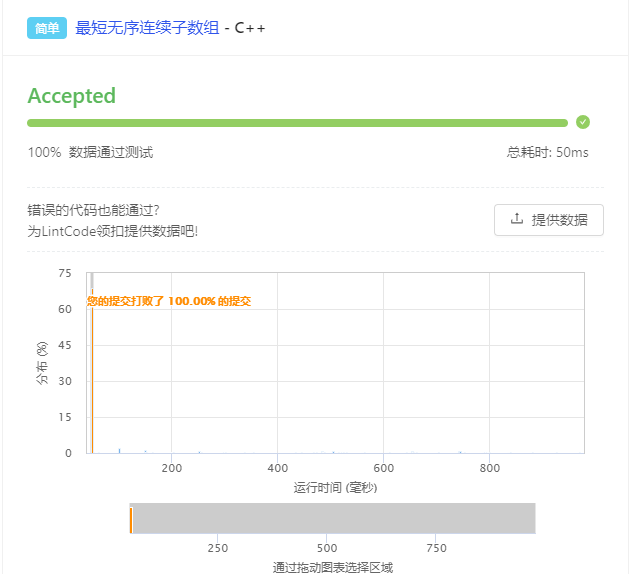 简单 最短无序连续子数组 - C++
Accepted
100% 数据通过测试 总耗时: 50ms
错误的代码也能通过?
为LintCode领扣提供数据吧!
提供数据
75
您的提交打败了 100.00% 的提交
60
45
30
15
0
分布 (%)
200 400 600 800
运行时间 (毫秒)
250 500 750
通过拖动图表选择区域